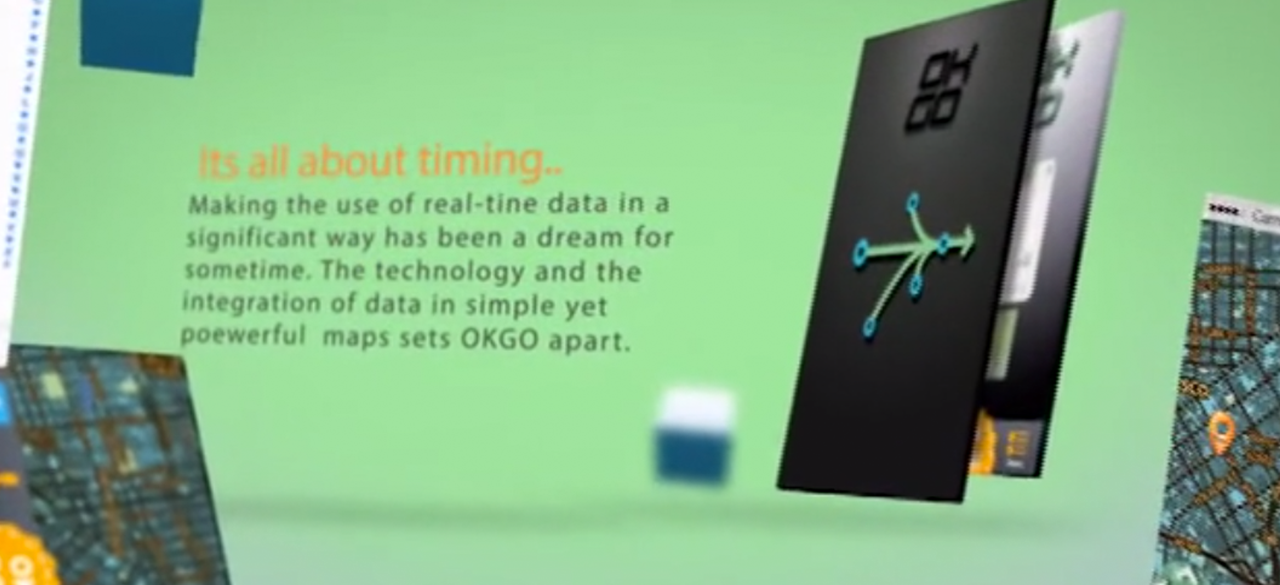 Its all about timing..
Making the use of real-tine data in a
significant way has been a dream for
sometime. The technology and the
integration of data in simple yet
poewerful maps sets OKGO apart.
OK
GO